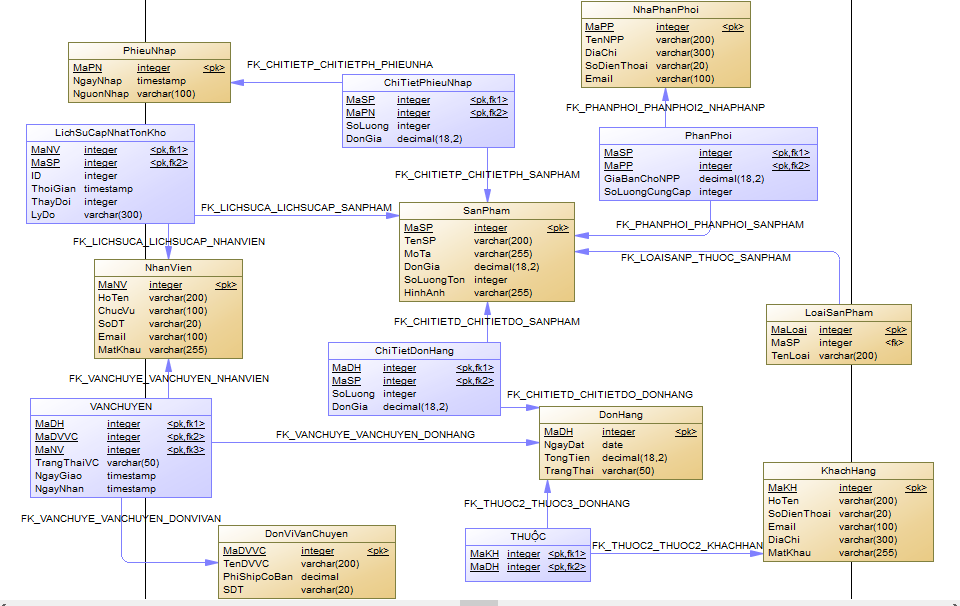 NhaPhanPhoi
MaPP integer <pk>
TenNPP varchar(200)
DiaChi varchar(300)
SoDienThoai varchar(20)
Email varchar(100)
PhieuNhap
MaPN integer <pk>
NgayNhap timestamp
NguonNhap varchar(100)
FK_CHITIETP_CHITIETPH_PHIEUNHA
ChiTietPhieuNhap
MaSP integer <pk,fk1>
MaPN integer <pk,fk2>
SoLuong integer
DonGia decimal(18,2)
FK_PHANPHOI_PHANPHOI2_NHAPHANP
PhanPhoi
MaSP integer <pk,fk1>
MaPP integer <pk,fk2>
GiaBanChoNPP decimal(18,2)
SoLuongCungCap integer
LichSuCapNhatTonKho
MaNV integer <pk,fk1>
MaSP integer <pk,fk2>
ID integer
ThoiGian timestamp
ThayDoi integer
LyDo varchar(300)
FK_CHITIETP_CHITIETPH_SANPHAM
FK_LICHSUCA_LICHSUCAP_SANPHAM
FK_LICHSUCA_LICHSUCAP_NHANVIEN
SanPham
MaSP integer <pk>
TenSP varchar(200)
MoTa varchar(255)
DonGia decimal(18,2)
SoLuongTon integer
HinhAnh varchar(255)
FK_PHANPHOI_PHANPHOI_SANPHAM
FK_LOAISANP_THUOC_SANPHAM
NhanVien
MaNV integer <pk>
HoTen varchar(200)
ChucVu varchar(100)
SoDT varchar(20)
Email varchar(100)
MatKhau varchar(255)
LoaiSanPham
MaLoai integer <pk>
MaSP integer <fk>
TenLoai varchar(200)
FK_CHITIETD_CHITIETDO_SANPHAM
ChiTietDonHang
MaDH integer <pk,fk1>
MaSP integer <pk,fk2>
SoLuong integer
DonGia decimal(18,2)
FK_VANCHUYE_VANCHUYEN_NHANVIEN
FK_CHITIETD_CHITIETDO_DONHANG
VANCHUYEN
MaDH integer <pk,fk1>
MaDVVC integer <pk,fk2>
MaNV integer <pk,fk3>
TrangThaiVC varchar(50)
NgayGiao timestamp
NgayNhan timestamp
FK_VANCHUYE_VANCHUYEN_DONHANG
DonHang
MaDH integer <pk>
NgayDat date
TongTien decimal(18,2)
TrangThai varchar(50)
KhachHang
MaKH integer <pk>
HoTen varchar(200)
SoDienThoai varchar(20)
Email varchar(100)
DiaChi varchar(300)
MatKhau varchar(255)
FK_THUOC2_THUOC3_DONHANG
FK_VANCHUYE_VANCHUYEN_DONVIVAN
DonViVanChuyen
MaDVVC integer <pk>
TenDVVC varchar(200)
PhiShipCoBan decimal
SDT varchar(20)
THUỘC
MaKH integer <pk,fk1>
MaDH integer <pk,fk2>
FK_THUOC2_THUOC2_KHACHHAN